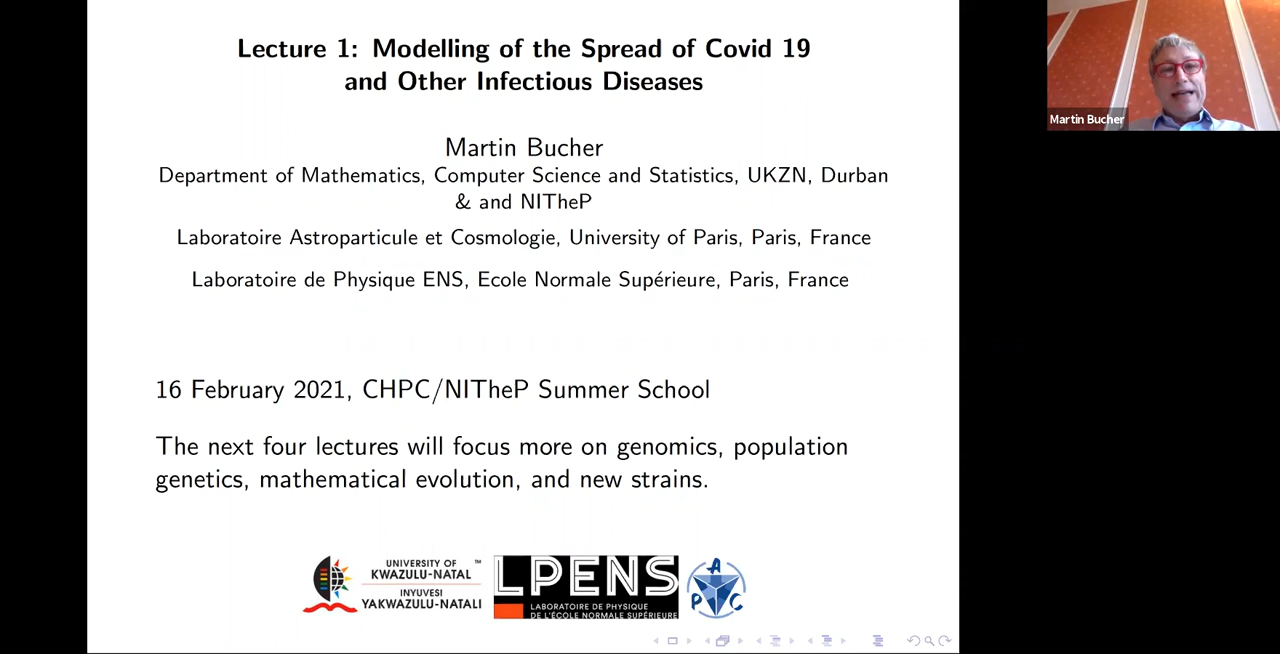 Lecture 1: Modelling of the Spread of Covid 19
and Other Infectious Diseases
Martin Bucher
Department of Mathematics, Computer Science and Statistics, UKZN, Durban
& and NITheP
Laboratoire Astroparticule et Cosmologie, University of Paris, Paris, France
Laboratoire de Physique ENS, Ecole Normale Supérieure, Paris, France
16 February 2021, CHPC/NITheP Summer School
The next four lectures will focus more on genomics, population
genetics, mathematical evolution, and new strains.
UNIVERSITY OF ™
KWAZULU-NATAL
INYUVESI
YAKWAZULU-NATALI
LPENS
LABORATOIRE DE PHYSIQUE
DE L'ÉCOLE NORMALE SUPÉRIEURE
A
P C
Martin Bucher